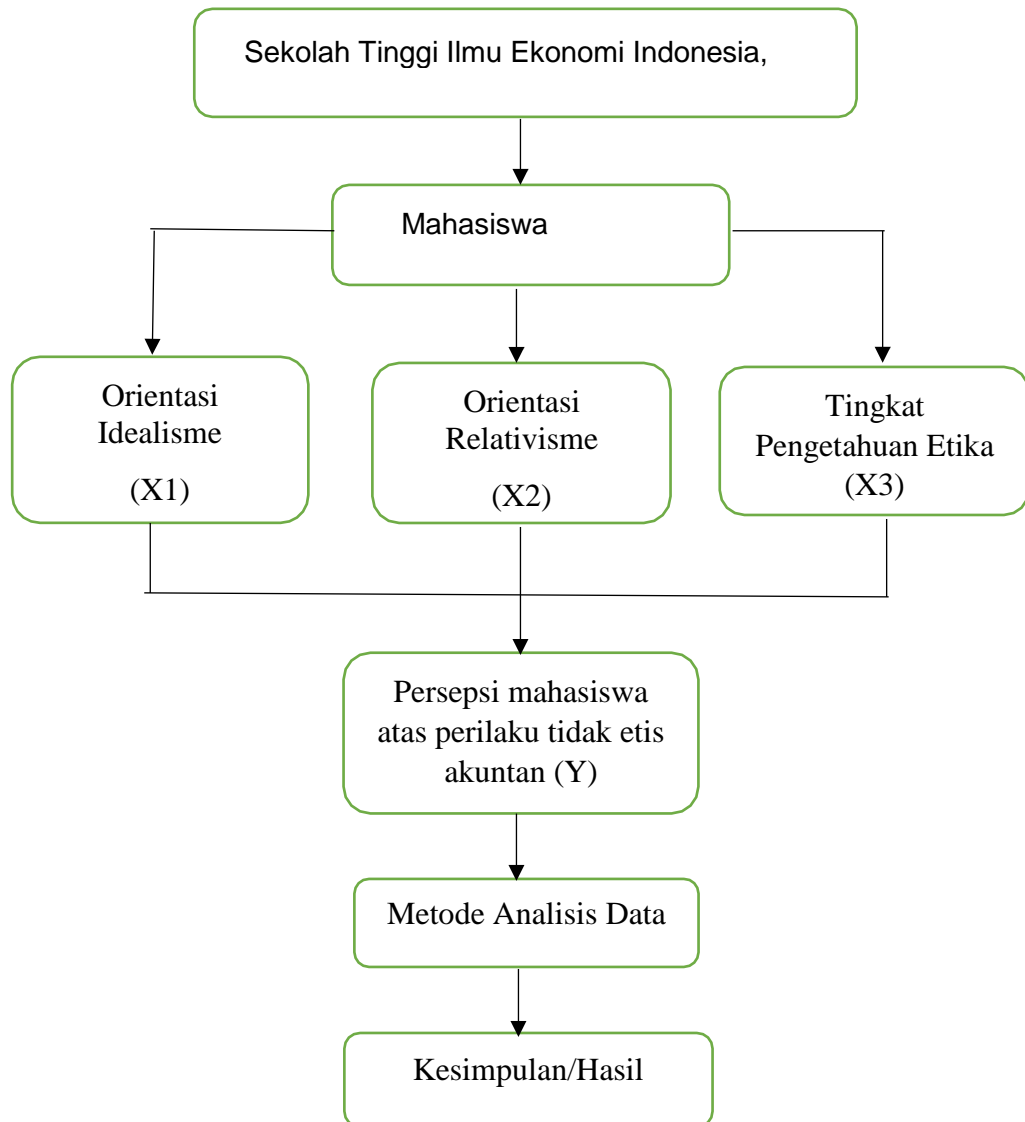 Sekolah Tinggi Ilmu Ekonomi Indonesia,
Mahasiswa
Orientasi
Idealisme
(X1)
Orientasi
Relativisme
(X2)
Tingkat
Pengetahuan Etika
(X3)
Persepsi mahasiswa
atas perilaku tidak etis
akuntan (Y)
Metode Analisis Data
Kesimpulan/Hasil